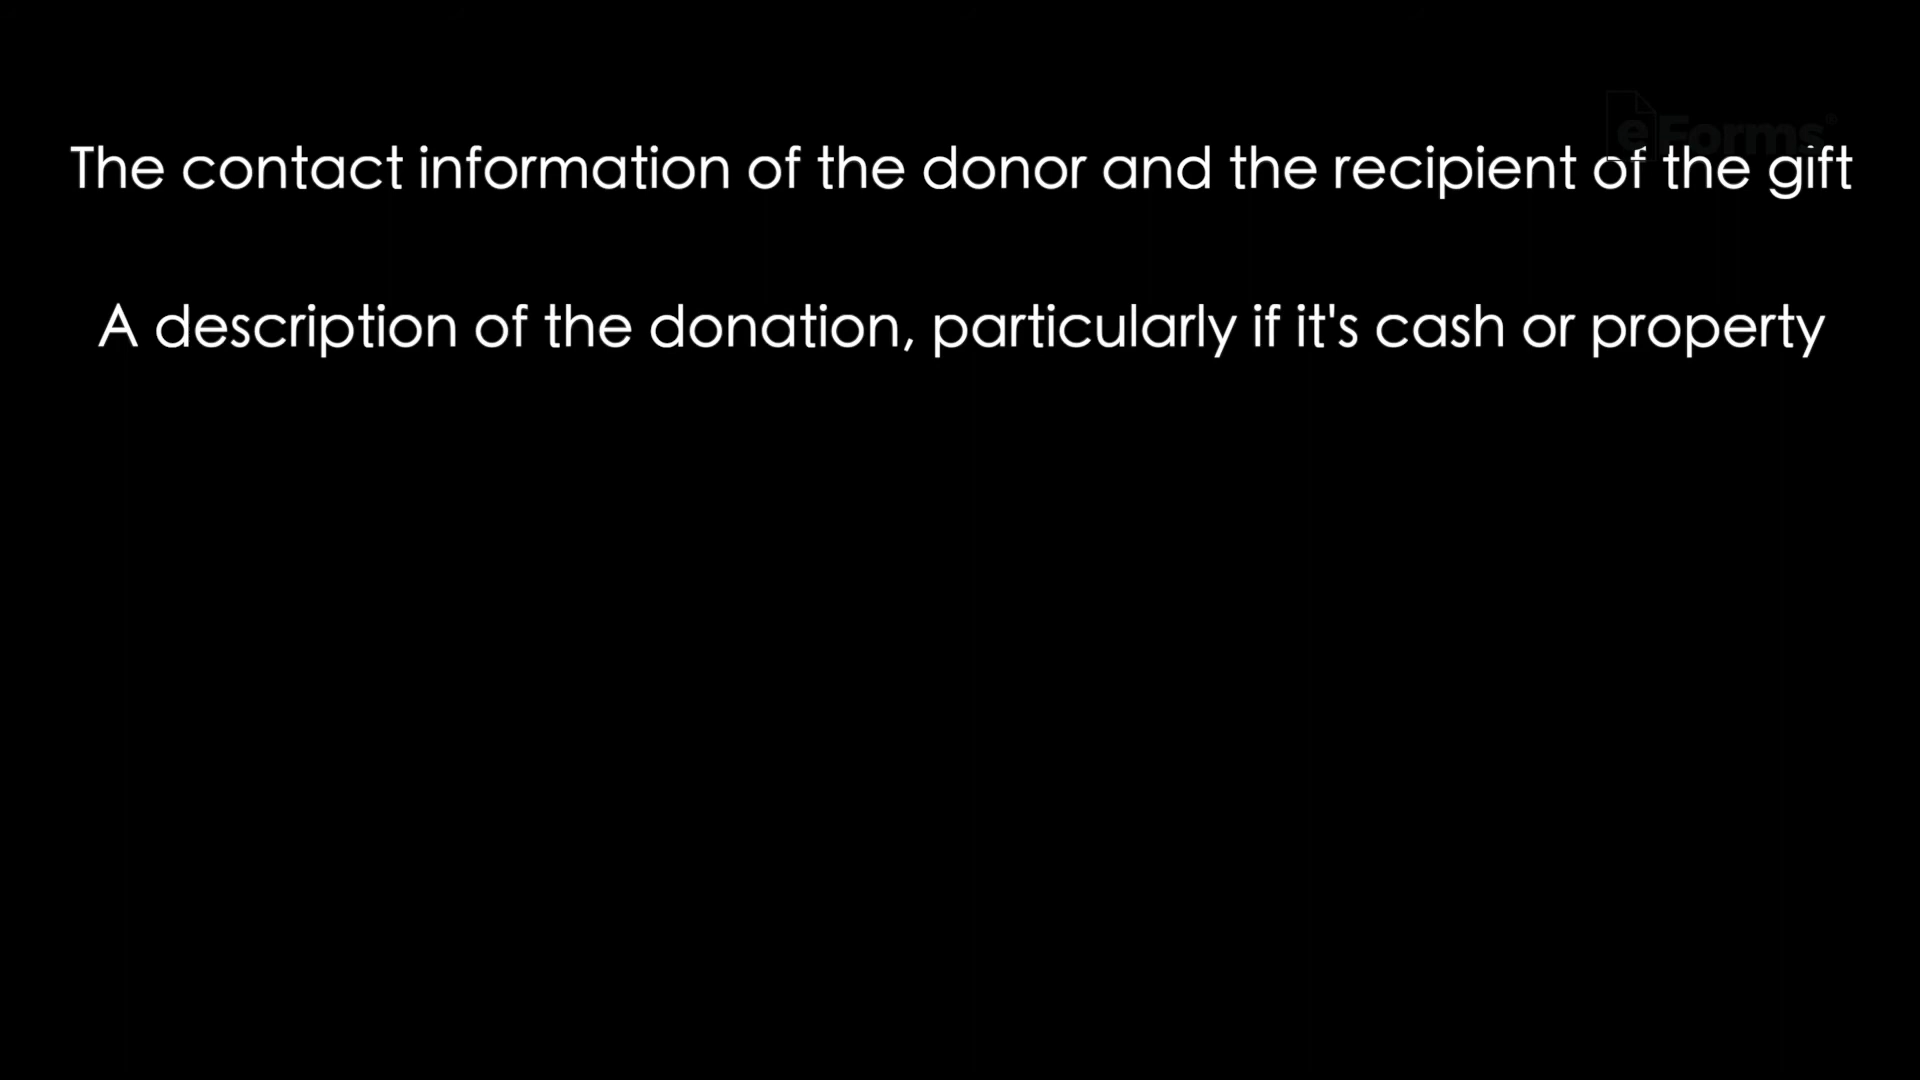 eForms®
The contact information of the donor and the recipient of the gift
A description of the donation, particularly if it's cash or property